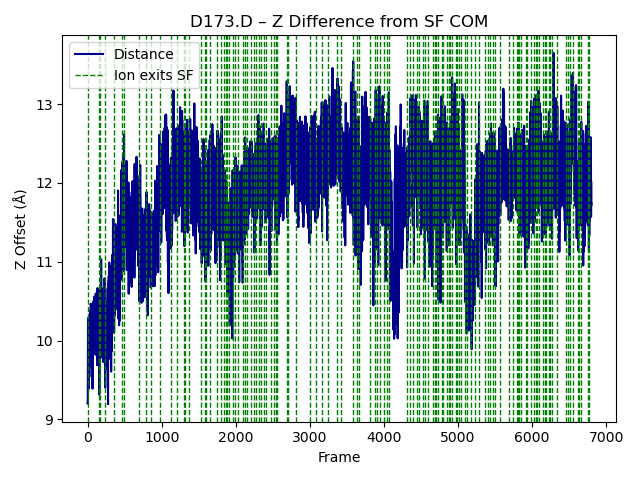 D173.D – Z Difference from SF COM
Distance
Ion exits SF
Z Offset (Å)
13
12
11
10
9
0 1000 2000 3000 4000 5000 6000 7000
Frame